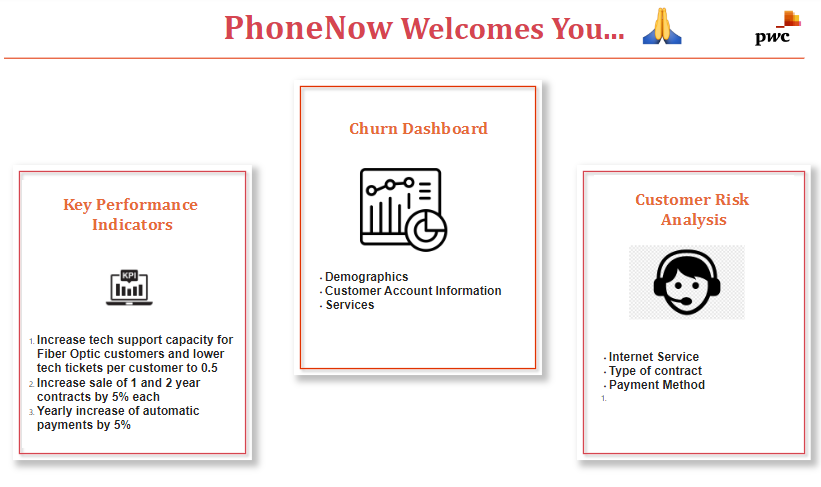 PhoneNow Welcomes You...
pwc
Churn Dashboard
· Demographics
· Customer Account Information
· Services
Key Performance
Indicators
KPI
1. Increase tech support capacity for
Fiber Optic customers and lower
tech tickets per customer to 0.5
2. Increase sale of 1 and 2 year
contracts by 5% each
3. Yearly increase of automatic
payments by 5%
Customer Risk
Analysis
· Internet Service
· Type of contract
· Payment Method
1.